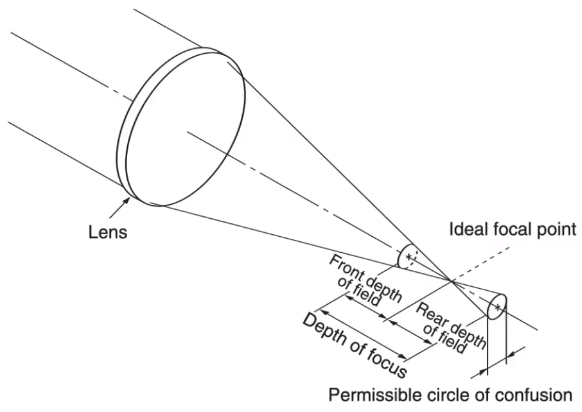 Lens
Ideal focal point
Front depth
of field
Rear depth
of field
Depth of focus
Permissible circle of confusion